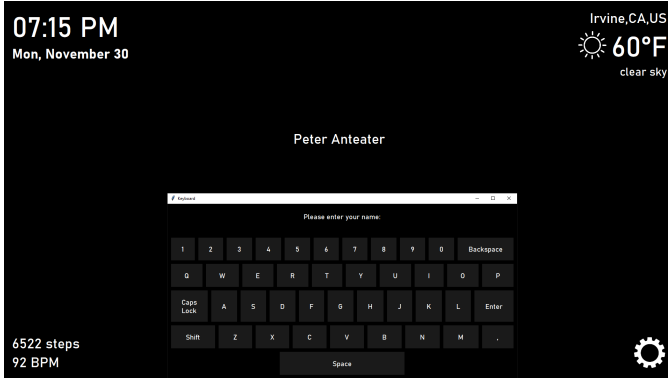 07:15 PM
Mon, November 30
Irvine,CA,US
60°F
clear sky
Peter Anteater
Keyboard
Please enter your name:
1 2 3 4 5 6 7 8 9 0 Backspace
Q W E R T Y U I O P
Caps Lock A S D F G H J K L Enter
Shift Z X C V B N M ,
Space
6522 steps
92 BPM